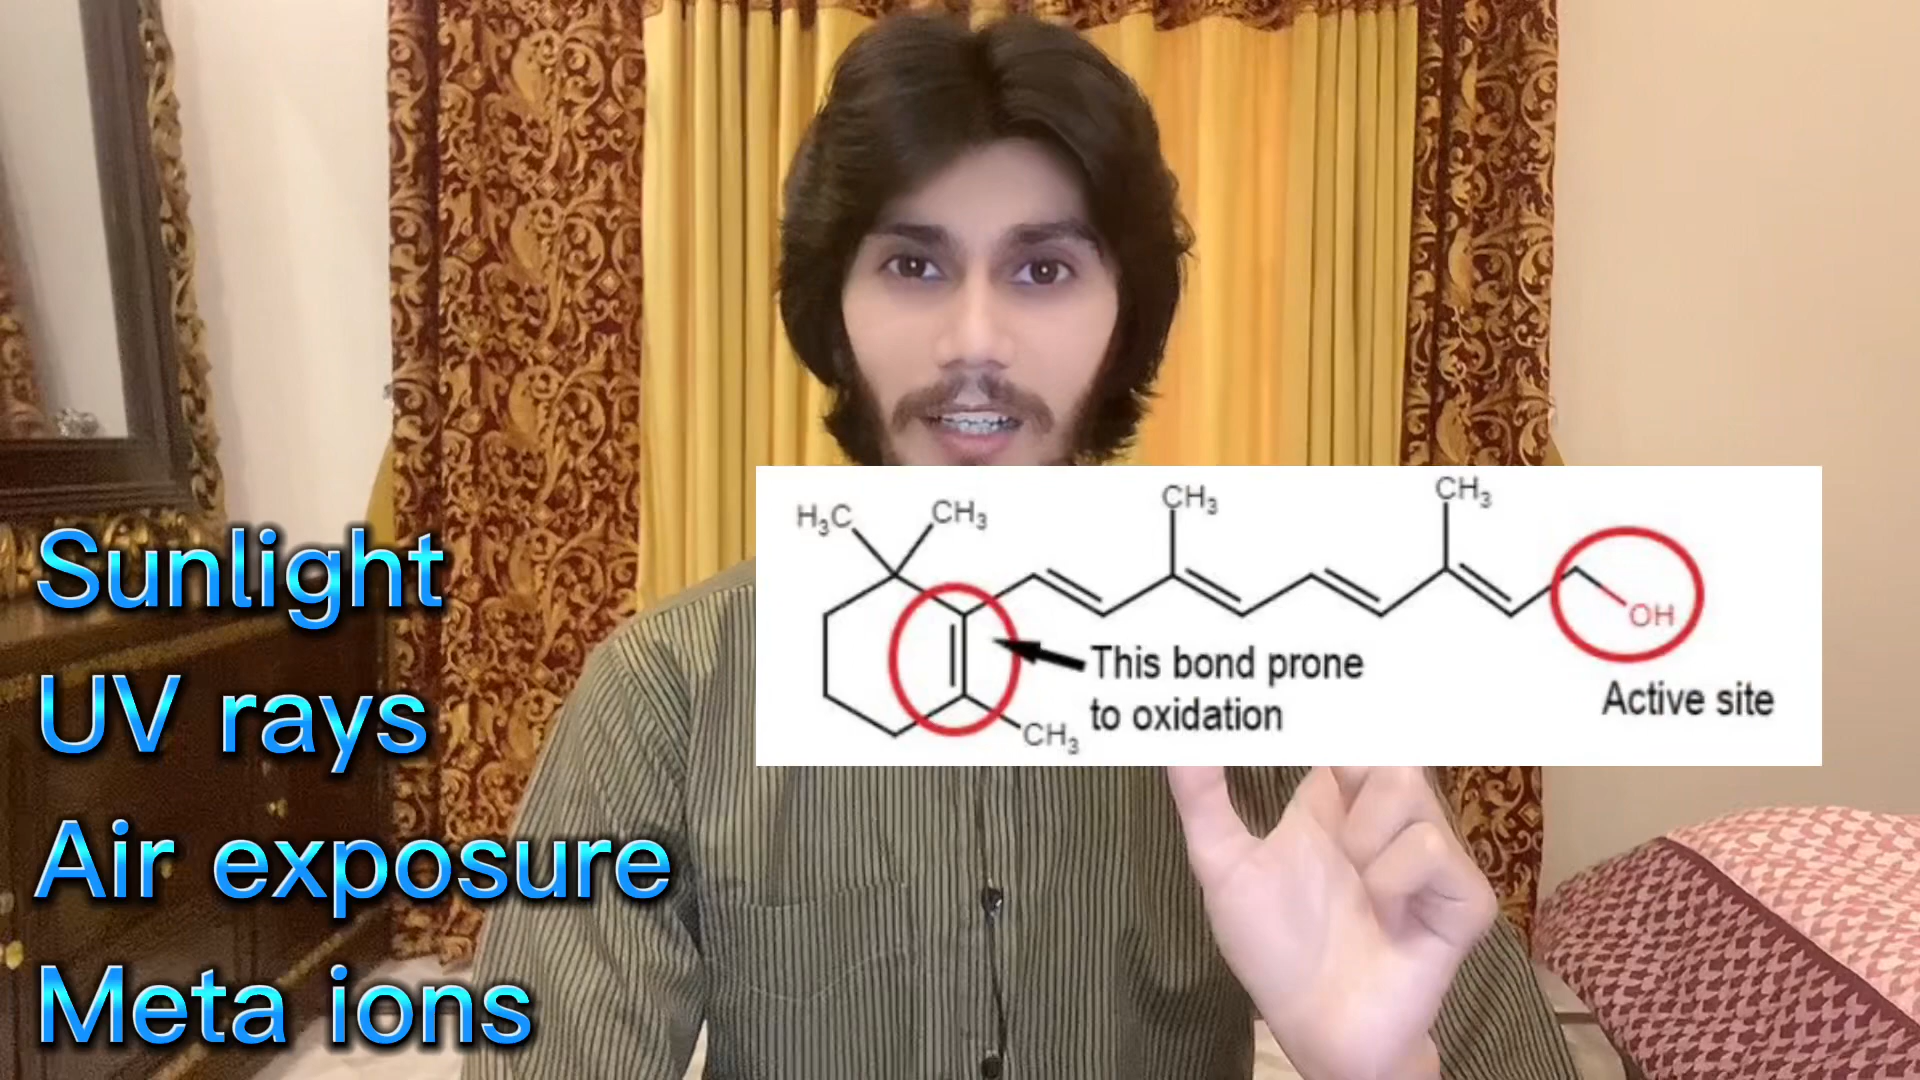 Sunlight
UV rays
Air exposure
Meta ions
H₃C
CH₃
CH₃
CH₃
OH
This bond prone
to oxidation
CH₃
Active site